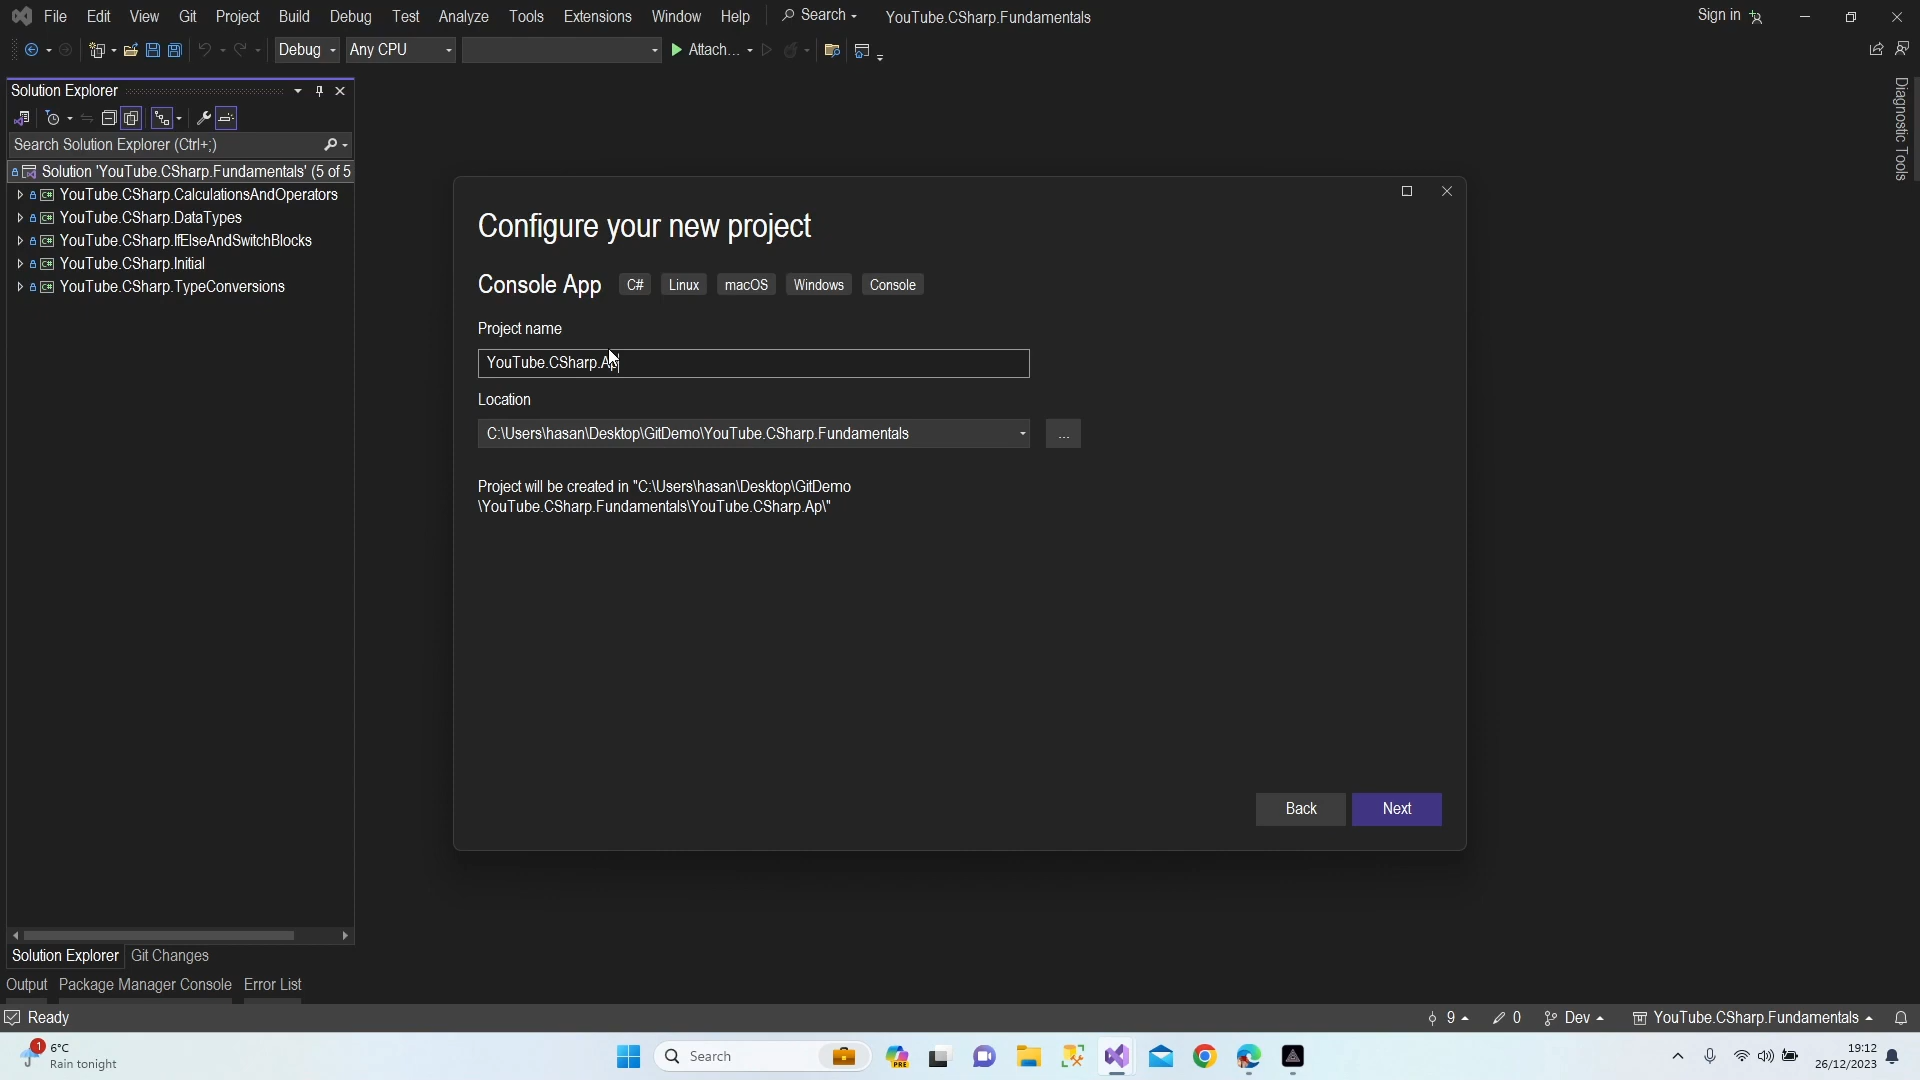 File Edit View Git Project Build Debug Test Analyze Tools Extensions Window Help Search YouTube.CSharp.Fundamentals Sign in
Debug Any CPU Attach...
Solution Explorer
Search Solution Explorer (Ctrl+;)
Solution 'YouTube.CSharp.Fundamentals' (5 of 5
YouTube.CSharp.CalculationsAndOperators
YouTube.CSharp.DataTypes
YouTube.CSharp.IfElseAndSwitchBlocks
YouTube.CSharp.Initial
YouTube.CSharp.TypeConversions
Diagnostic Tools
Configure your new project
Console App C# Linux macOS Windows Console
Project name
YouTube.CSharp.Ap
Location
C:\Users\hasan\Desktop\GitDemo\YouTube.CSharp.Fundamentals
...
Project will be created in "C:\Users\hasan\Desktop\GitDemo
\YouTube.CSharp.Fundamentals\YouTube.CSharp.Ap\"
Back Next
Solution Explorer Git Changes
Output Package Manager Console Error List
Ready 9 0 Dev YouTube.CSharp.Fundamentals
1
6°C
Rain tonight
Search
PRE
19:12
26/12/2023